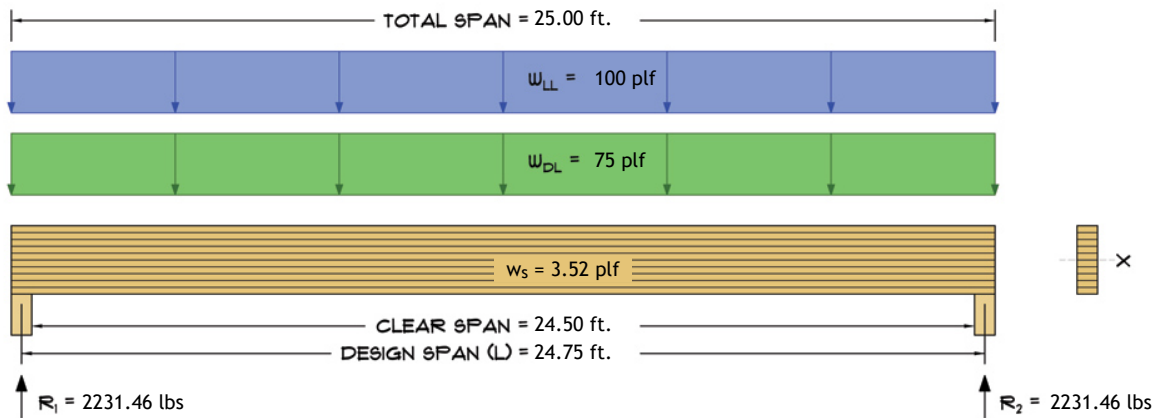 TOTAL SPAN = 25.00 ft.
wLL = 100 plf
wDL = 75 plf
ws = 3.52 plf
X
CLEAR SPAN = 24.50 ft.
DESIGN SPAN (L) = 24.75 ft.
R1 = 2231.46 lbs
R2 = 2231.46 lbs